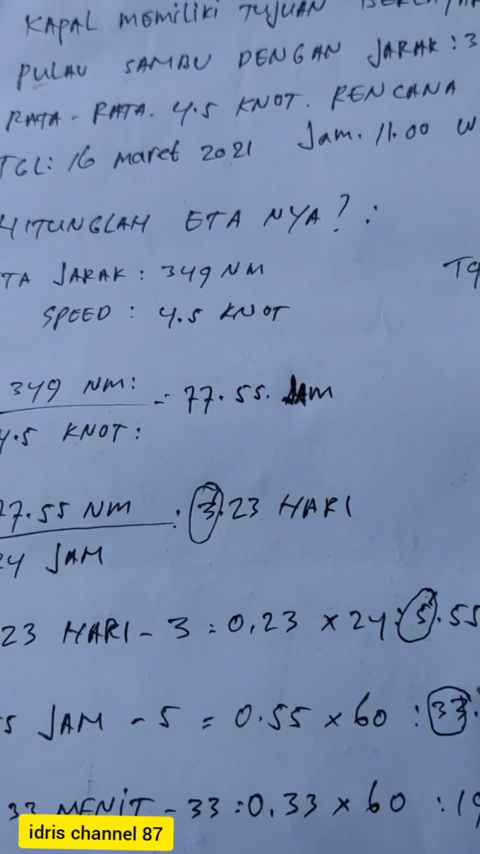 KAPAL MEMILIKI TUJUAN
PULAU SAMBU DENGAN JARAK : 3
RATA - RATA. 4.5 KNOT. RENCANA
TGL: 16 maret 2021 Jam. 11.00 W
HITUNGLAH ETA NYA? :
TA JARAK : 349 NM
SPEED : 4.5 KNOT
349 NM: = 77.55. JAM
4.5 KNOT:
77.55 NM : 3.23 HARI
24 JAM
23 HARI - 3 : 0,23 x 24 : 5.55
JAM - 5 = 0.55 x 60 : 33.
33 MENIT - 33 : 0,33 x 60 : 19
idris channel 87